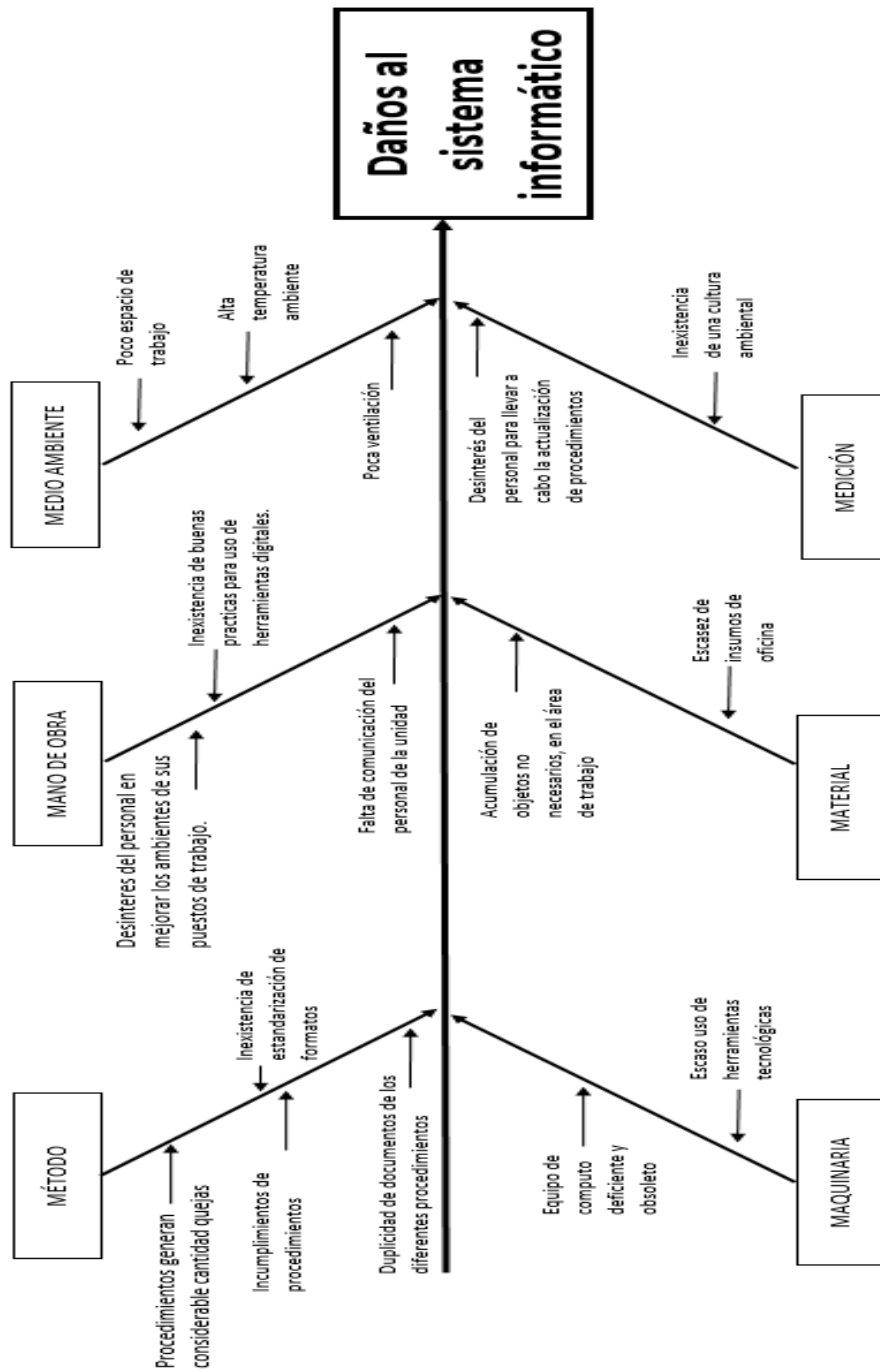 MÉTODO
Procedimientos generan
considerable cantidad quejas
Inexistencia de
estandarización de
formatos
Incumplimientos de
procedimientos
Duplicidad de documentos de los
diferentes procedimientos
MANO DE OBRA
Desinteres del personal en
mejorar los ambientes de sus
puestos de trabajo.
Inexistencia de buenas
practicas para uso de
herramientas digitales.
Falta de comunicación del
personal de la unidad
MEDIO AMBIENTE
Poco espacio de
trabajo
Alta
temperatura
ambiente
Poca ventilación
Daños al
sistema
informático
Equipo de
computo
deficiente y
obsoleto
Escaso uso de
herramientas
tecnológicas
MAQUINARIA
Acumulación de
objetos no
necesarios, en el área
de trabajo
Escasez de
insumos de
oficina
MATERIAL
Desinterés del
personal para llevar a
cabo la actualización
de procedimientos
Inexistencia
de una cultura
ambiental
MEDICIÓN